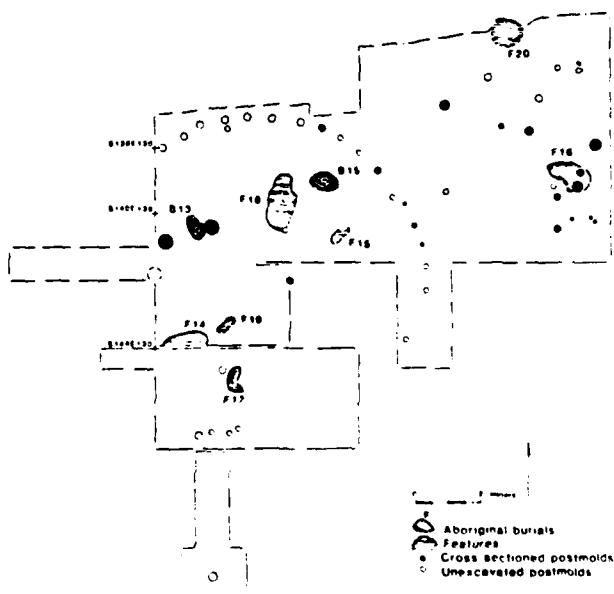 F20
F16
B15
F18
B13
F15
F19
F14
F17
Aboriginal burials
Features
Cross sectioned postmolds
Unexcavated postmolds